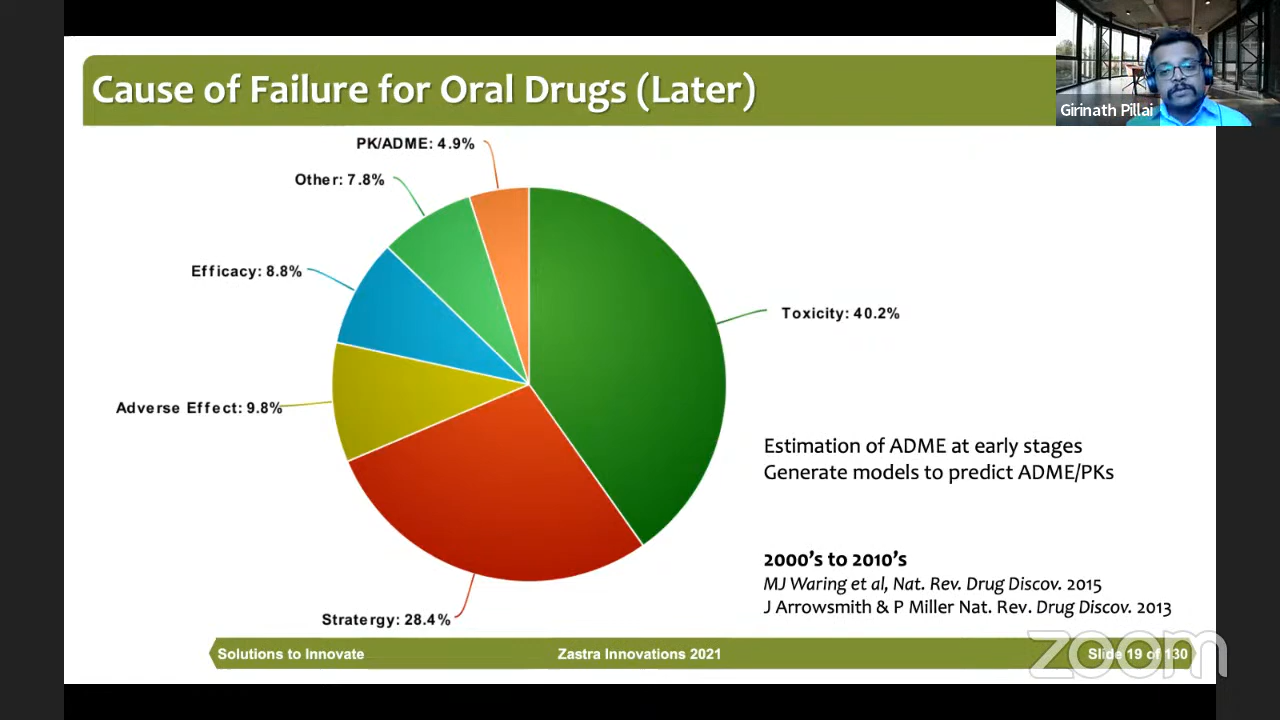 Cause of Failure for Oral Drugs (Later)
Girinath Pillai
PK/ADME: 4.9%
Other: 7.8%
Efficacy: 8.8%
Toxicity: 40.2%
Adverse Effect: 9.8%
Estimation of ADME at early stages
Generate models to predict ADME/PKs
2000's to 2010's
MJ Waring et al, Nat. Rev. Drug Discov. 2015
J Arrowsmith & P Miller Nat. Rev. Drug Discov. 2013
Stratergy: 28.4%
Solutions to Innovate
Zastra Innovations 2021
Slide 19 of 130
zoom